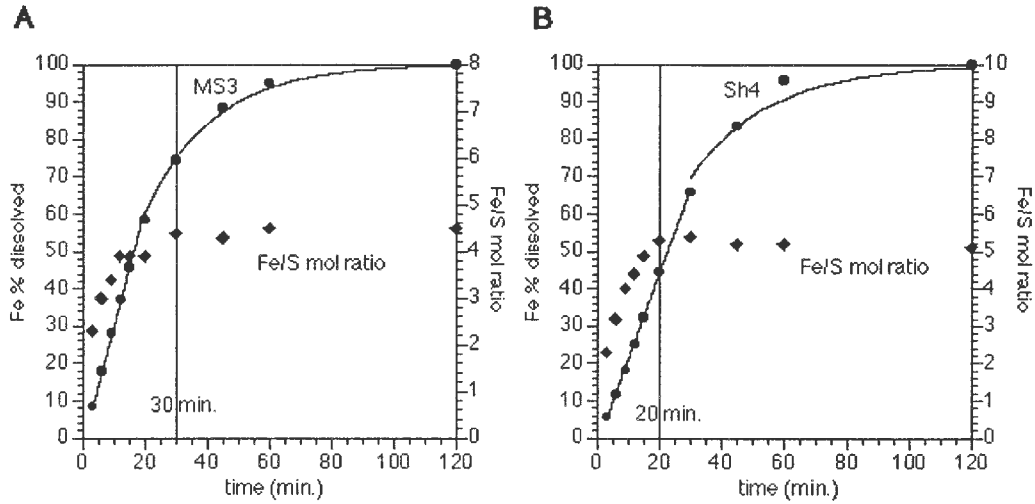 A
Fe % dissolved
100
90
80
70
60
50
40
30
20
10
0
MS3
Fe/S mol ratio
30 min.
8
7
6
5
4
3
2
1
0
Fe/S mol ratio
0 20 40 60 80 100 120
time (min.)
B
Fe % dissolved
100
90
80
70
60
50
40
30
20
10
0
Sh4
Fe/S mol ratio
20 min.
10
9
8
7
6
5
4
3
2
1
0
Fe/S mol ratio
0 20 40 60 80 100 120
time (min.)